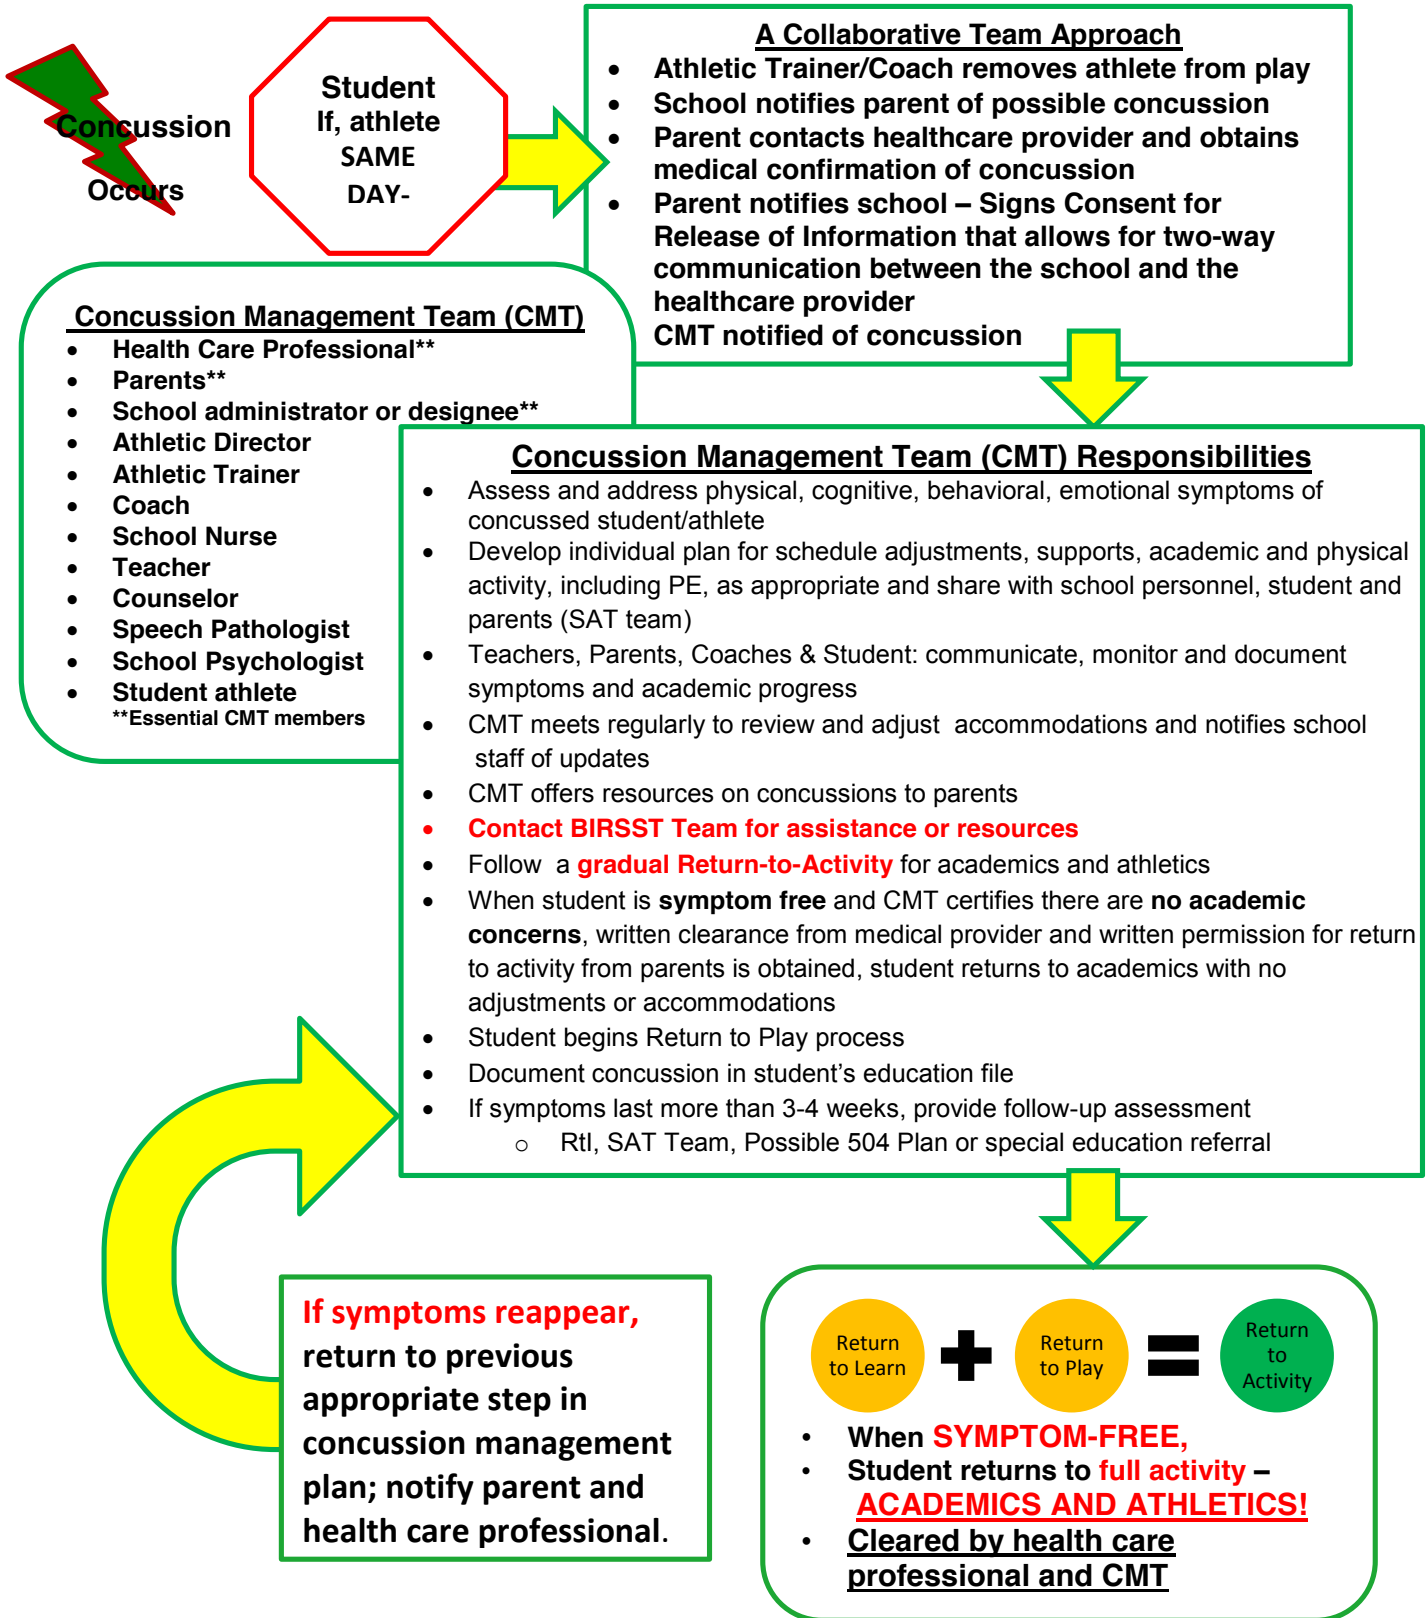 Concussion
Occurs
Student
If, athlete
SAME
DAY-
A Collaborative Team Approach
• Athletic Trainer/Coach removes athlete from play
• School notifies parent of possible concussion
• Parent contacts healthcare provider and obtains
medical confirmation of concussion
• Parent notifies school – Signs Consent for
Release of Information that allows for two-way
communication between the school and the
healthcare provider
CMT notified of concussion
Concussion Management Team (CMT)
• Health Care Professional**
• Parents**
• School administrator or designee**
• Athletic Director
• Athletic Trainer
• Coach
• School Nurse
• Teacher
• Counselor
• Speech Pathologist
• School Psychologist
• Student athlete
**Essential CMT members
Concussion Management Team (CMT) Responsibilities
• Assess and address physical, cognitive, behavioral, emotional symptoms of
concussed student/athlete
• Develop individual plan for schedule adjustments, supports, academic and physical
activity, including PE, as appropriate and share with school personnel, student and
parents (SAT team)
• Teachers, Parents, Coaches & Student: communicate, monitor and document
symptoms and academic progress
• CMT meets regularly to review and adjust accommodations and notifies school
staff of updates
• CMT offers resources on concussions to parents
• Contact BIRSST Team for assistance or resources
• Follow a gradual Return-to-Activity for academics and athletics
• When student is symptom free and CMT certifies there are no academic
concerns, written clearance from medical provider and written permission for return
to activity from parents is obtained, student returns to academics with no
adjustments or accommodations
• Student begins Return to Play process
• Document concussion in student’s education file
• If symptoms last more than 3-4 weeks, provide follow-up assessment
o RtI, SAT Team, Possible 504 Plan or special education referral
If symptoms reappear,
return to previous
appropriate step in
concussion management
plan; notify parent and
health care professional.
Return
to Learn
Return
to Play
Return
to
Activity
• When SYMPTOM-FREE,
• Student returns to full activity –
ACADEMICS AND ATHLETICS!
• Cleared by health care
professional and CMT